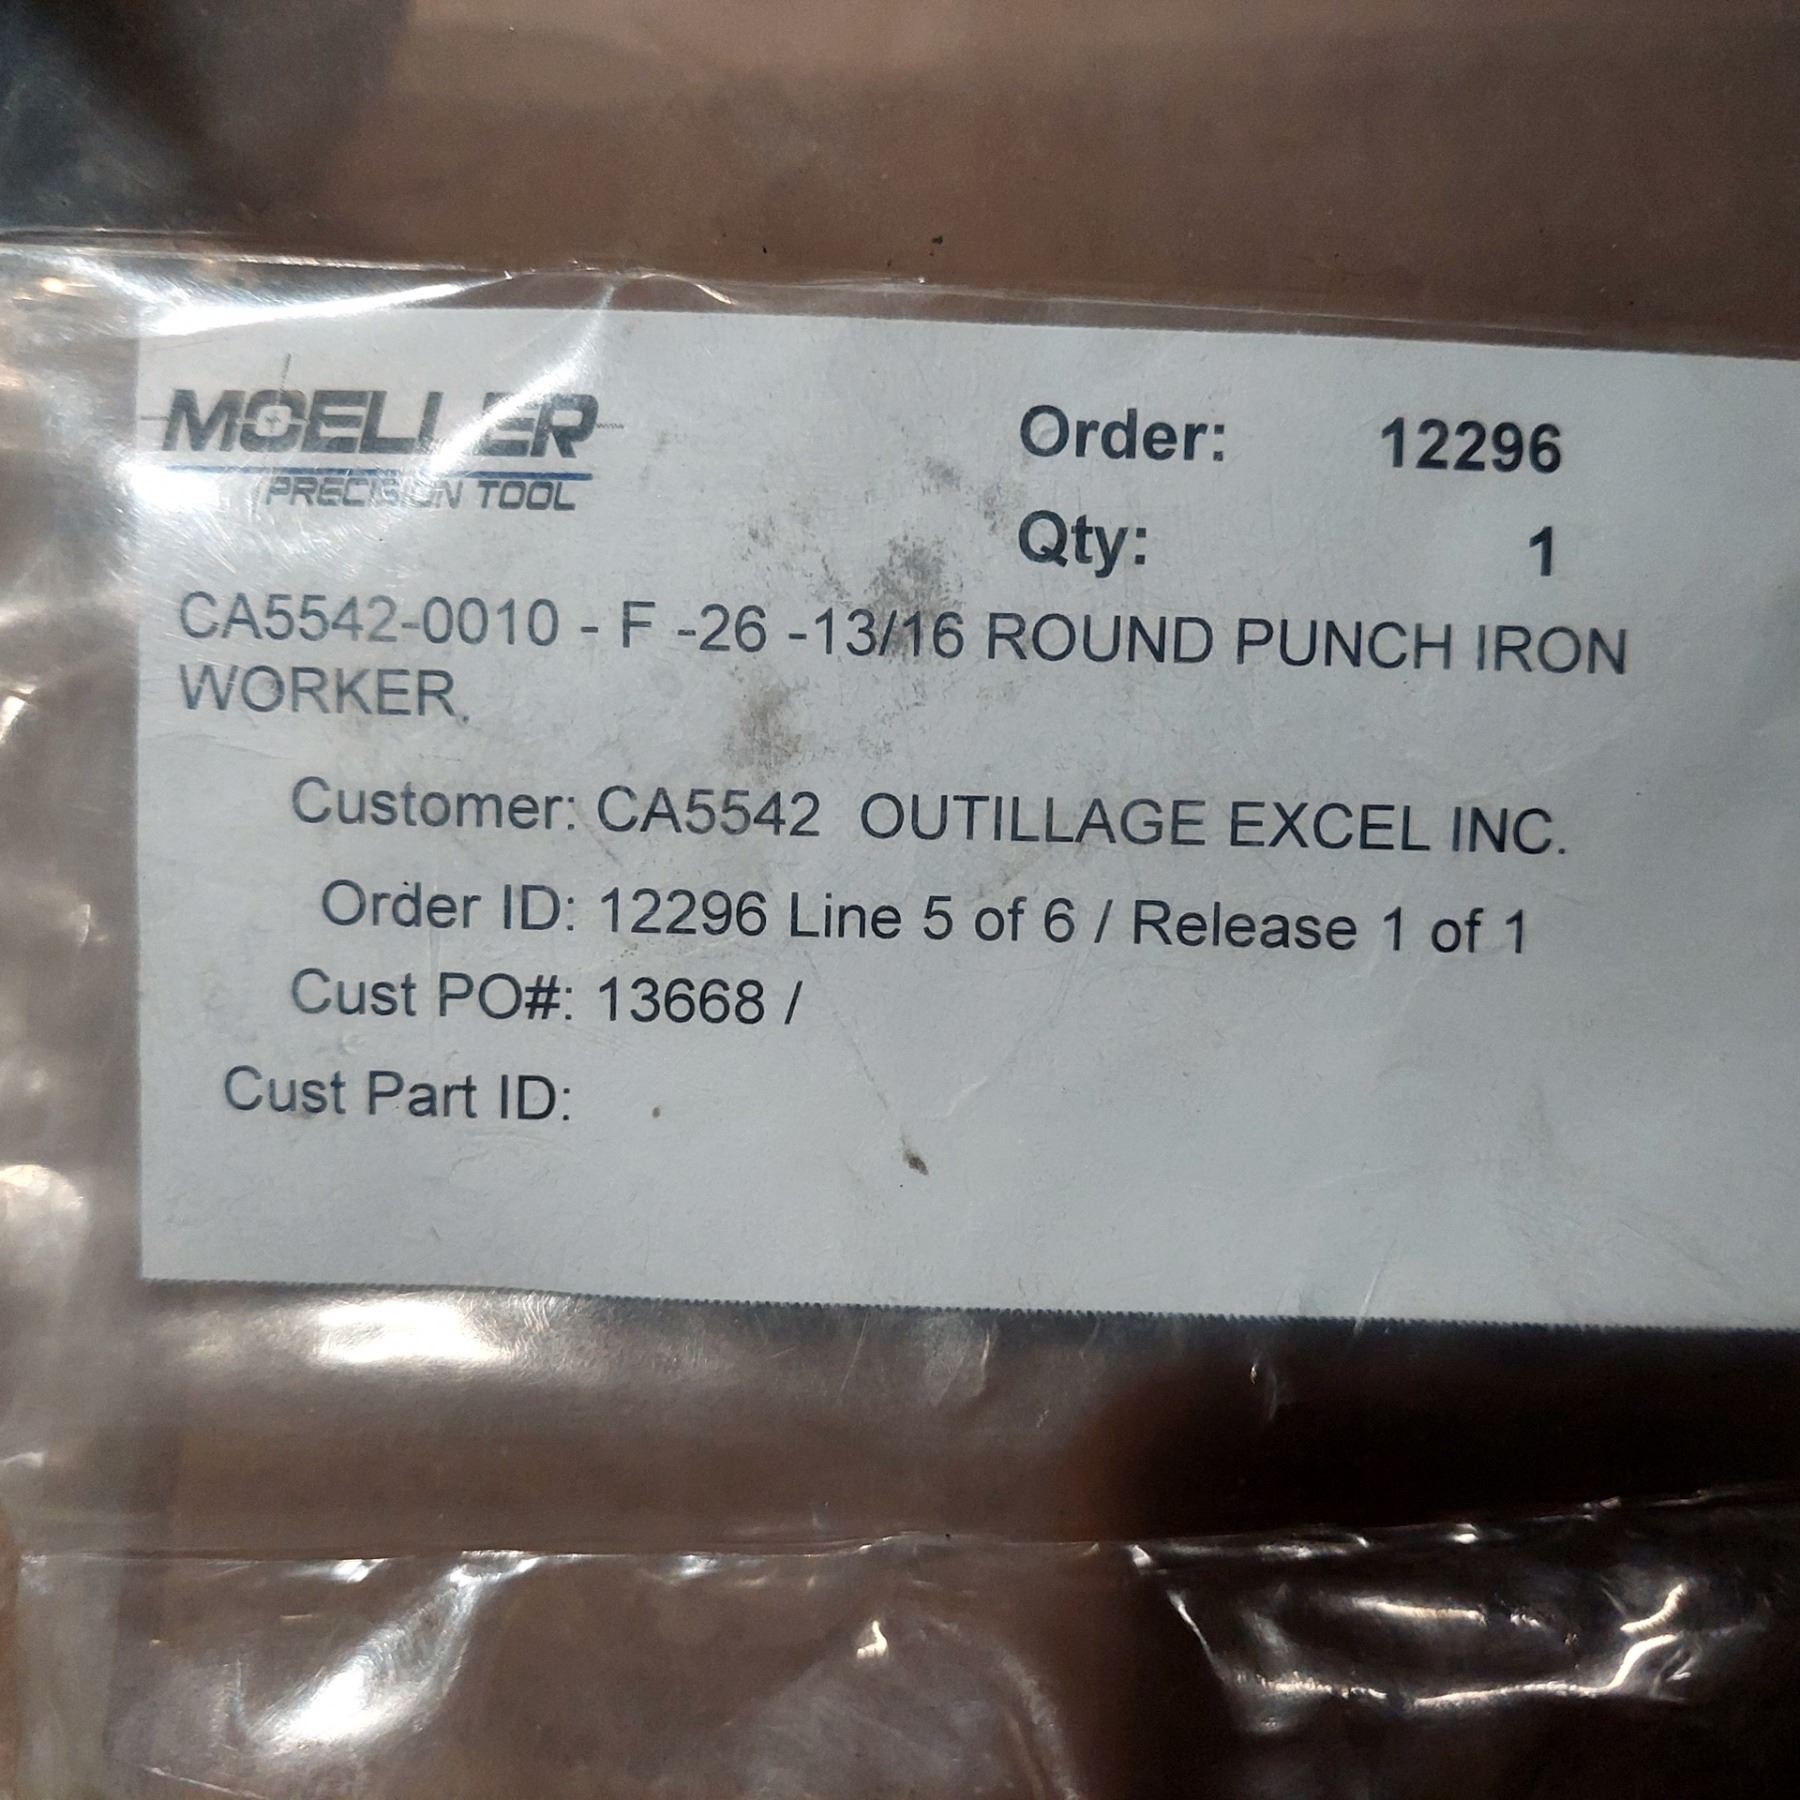 MOELLER
PRECISION TOOL
Order: 12296
Qty: 1
CA5542-0010 - F -26 -13/16 ROUND PUNCH IRON
WORKER.
Customer: CA5542 OUTILLAGE EXCEL INC.
Order ID: 12296 Line 5 of 6 / Release 1 of 1
Cust PO#: 13668 /
Cust Part ID: